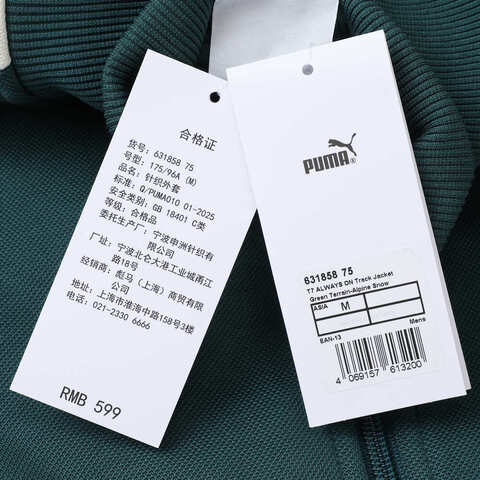 合格证
货号: 631858 75
号型: 175/96A (M)
品名: 针织外套
标准: Q/PUMA010 01-2025
安全类别: GB 18401 C类
等级: 合格品
委托生产厂: 宁波申洲针织有
限公司
厂址: 宁波北仑大港工业城甬江
路18号
经销商: 彪马（上海）商贸有限
公司
地址: 上海市淮海中路158号3楼
电话: 021-2330 6666
RMB 599
PUMA
631858 75
T7 ALWAYS ON Track Jacket
Green Terrain-Alpine Snow
ASIA M
EAN-13 Mens
4 069157 613200